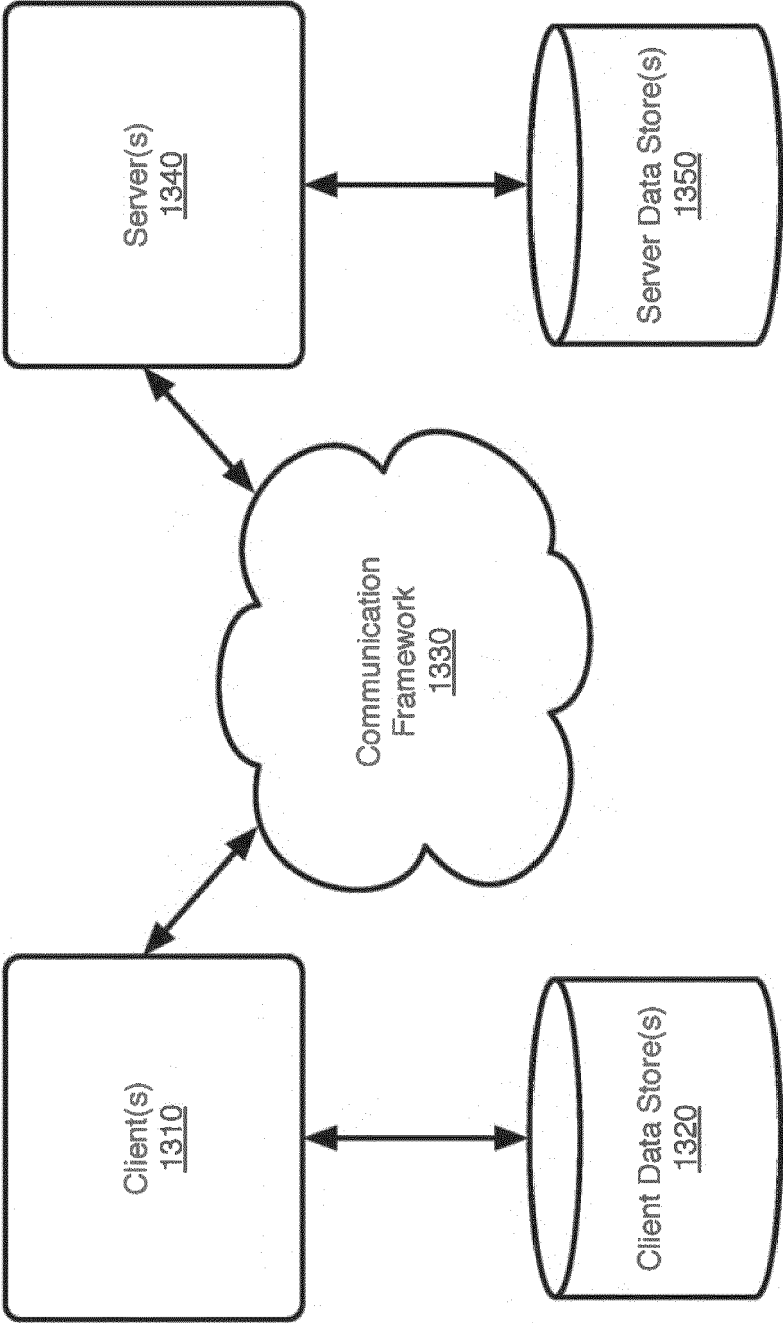 Client(s)
1310
Client Data Store(s)
1320
Communication
Framework
1330
Server(s)
1340
Server Data Store(s)
1350